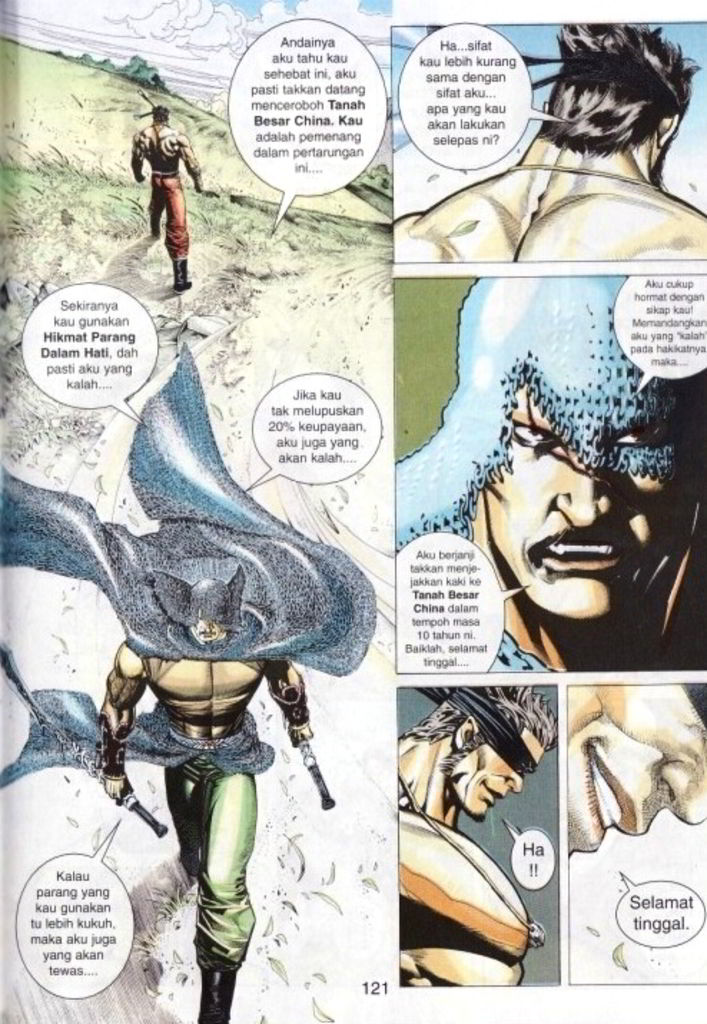 Andainya
aku tahu kau
sehebat ini, aku
pasti takkan datang
menceroboh Tanah
Besar China. Kau
adalah pemenang
dalam pertarungan
ini....
Sekiranya
kau gunakan
Hikmat Parang
Dalam Hati, dah
pasti aku yang
kalah....
Jika kau
tak melupuskan
20% keupayaan,
aku juga yang
akan kalah....
Kalau
parang yang
kau gunakan
tu lebih kukuh,
maka aku juga
yang akan
tewas....
Ha...sifat
kau lebih kurang
sama dengan
sifat aku...
apa yang kau
akan lakukan
selepas ni?
Aku cukup
hormat dengan
sikap kau!
Memandangkan
aku yang "kalah"
pada hakikatnya
maka....
Aku berjanji
takkan menje-
jakkan kaki ke
Tanah Besar
China dalam
tempoh masa
10 tahun ni.
Baiklah, selamat
tinggal....
Ha
!!
Selamat
tinggal.
121